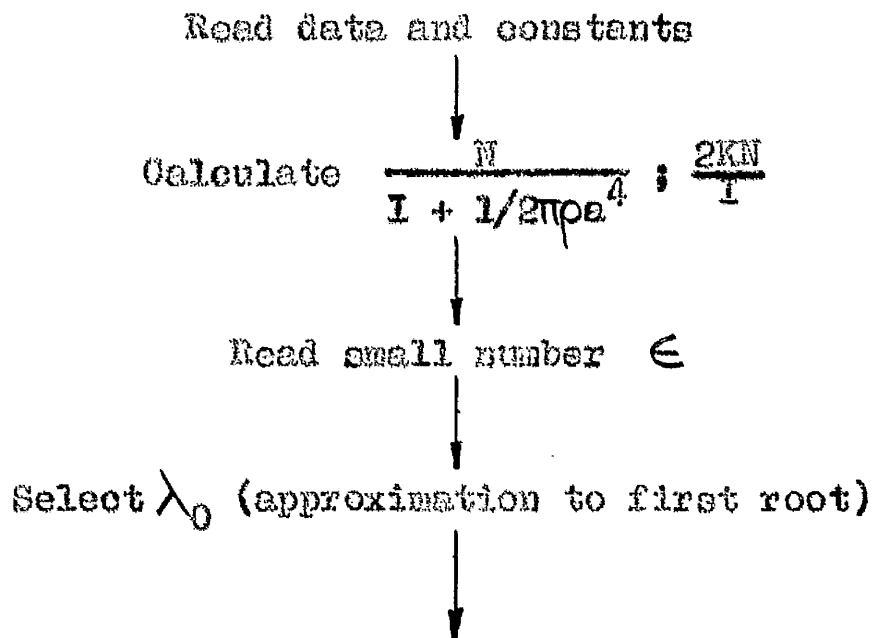 Read data and constants
Calculate N / (I + 1/2πρa⁴) ; 2KN / I
Read small number ∈
Select λ₀ (approximation to first root)